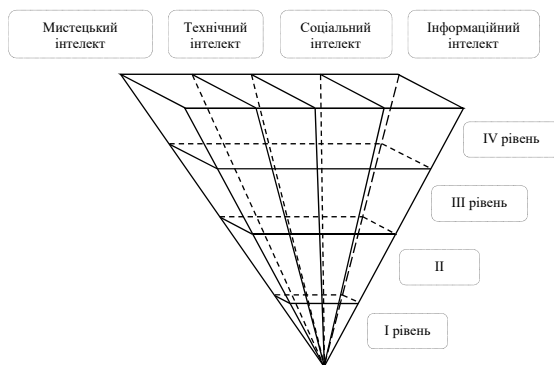 Мистецький
інтелект
Технічний
інтелект
Соціальний
інтелект
Інформаційний
інтелект
IV рівень
III рівень
II
I рівень